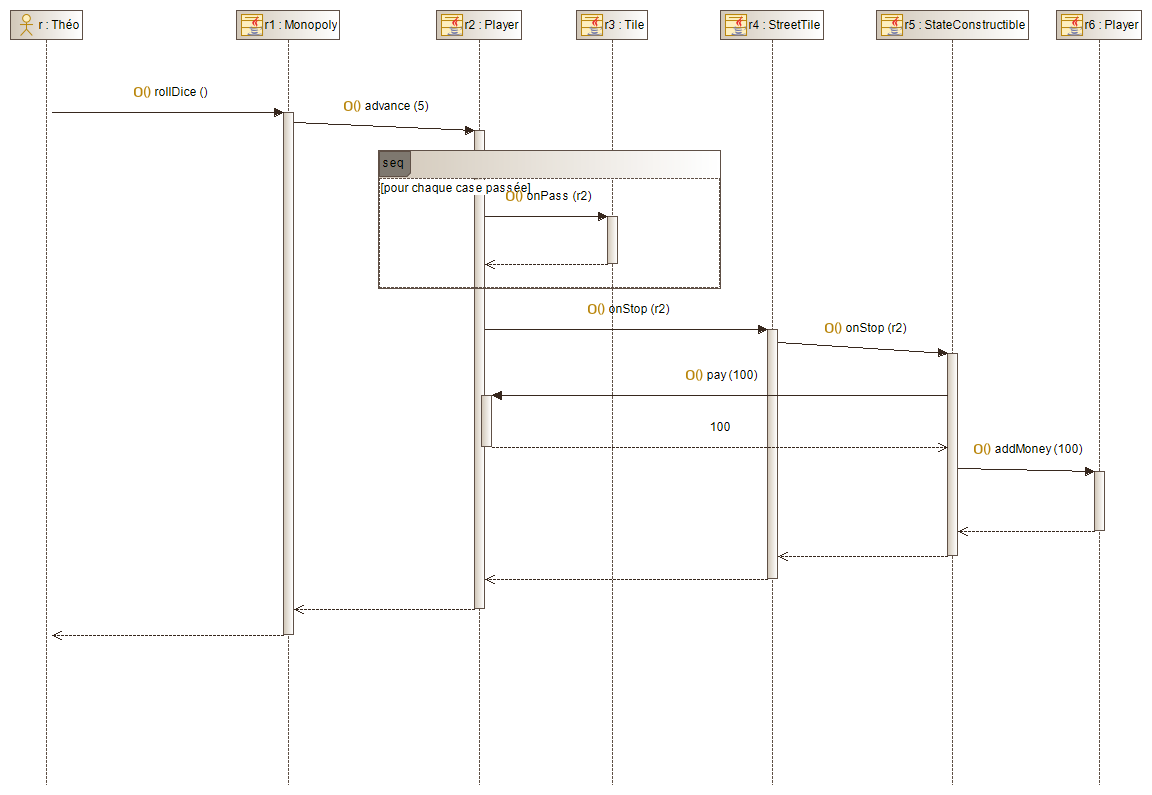 r : Théo
r1 : Monopoly
r2 : Player
r3 : Tile
r4 : StreetTile
r5 : StateConstructible
r6 : Player
O() rollDice ()
O() advance (5)
seq
[pour chaque case passée]
O() onPass (r2)
O() onStop (r2)
O() onStop (r2)
O() pay (100)
100
O() addMoney (100)